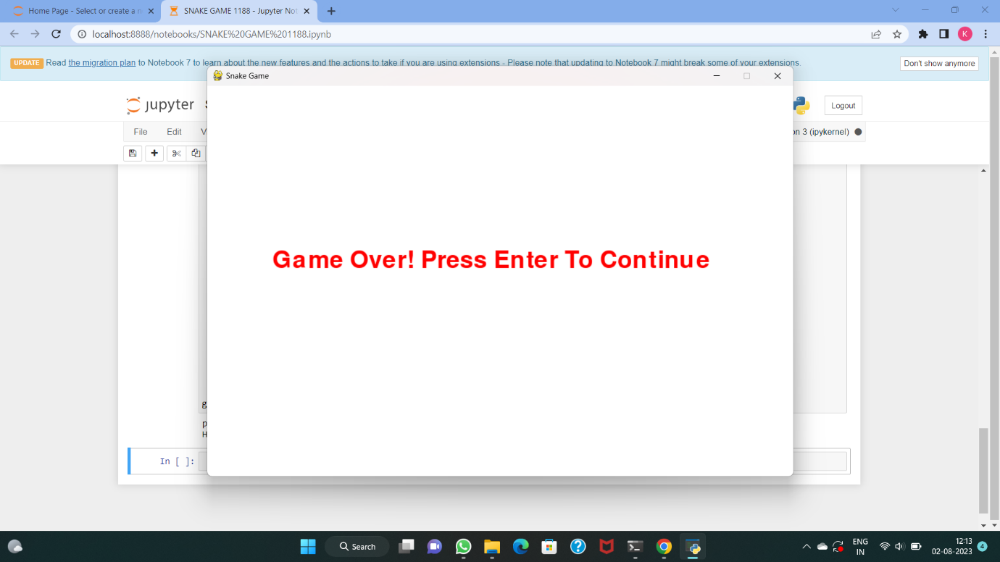 Home Page - Select or create a n
SNAKE GAME 1188 - Jupyter Not
localhost:8888/notebooks/SNAKE%20GAME%201188.ipynb
K
UPDATE Read the migration plan to Notebook 7 to learn about the new features and the actions to take if you are using extensions - Please note that updating to Notebook 7 might break some of your extensions.
Don't show anymore
Snake Game
jupyter
Logout
File Edit V
on 3 (ipykernel)
Game Over! Press Enter To Continue
g
p
H
In [ ]:
Search
ENG
IN
12:13
02-08-2023
4